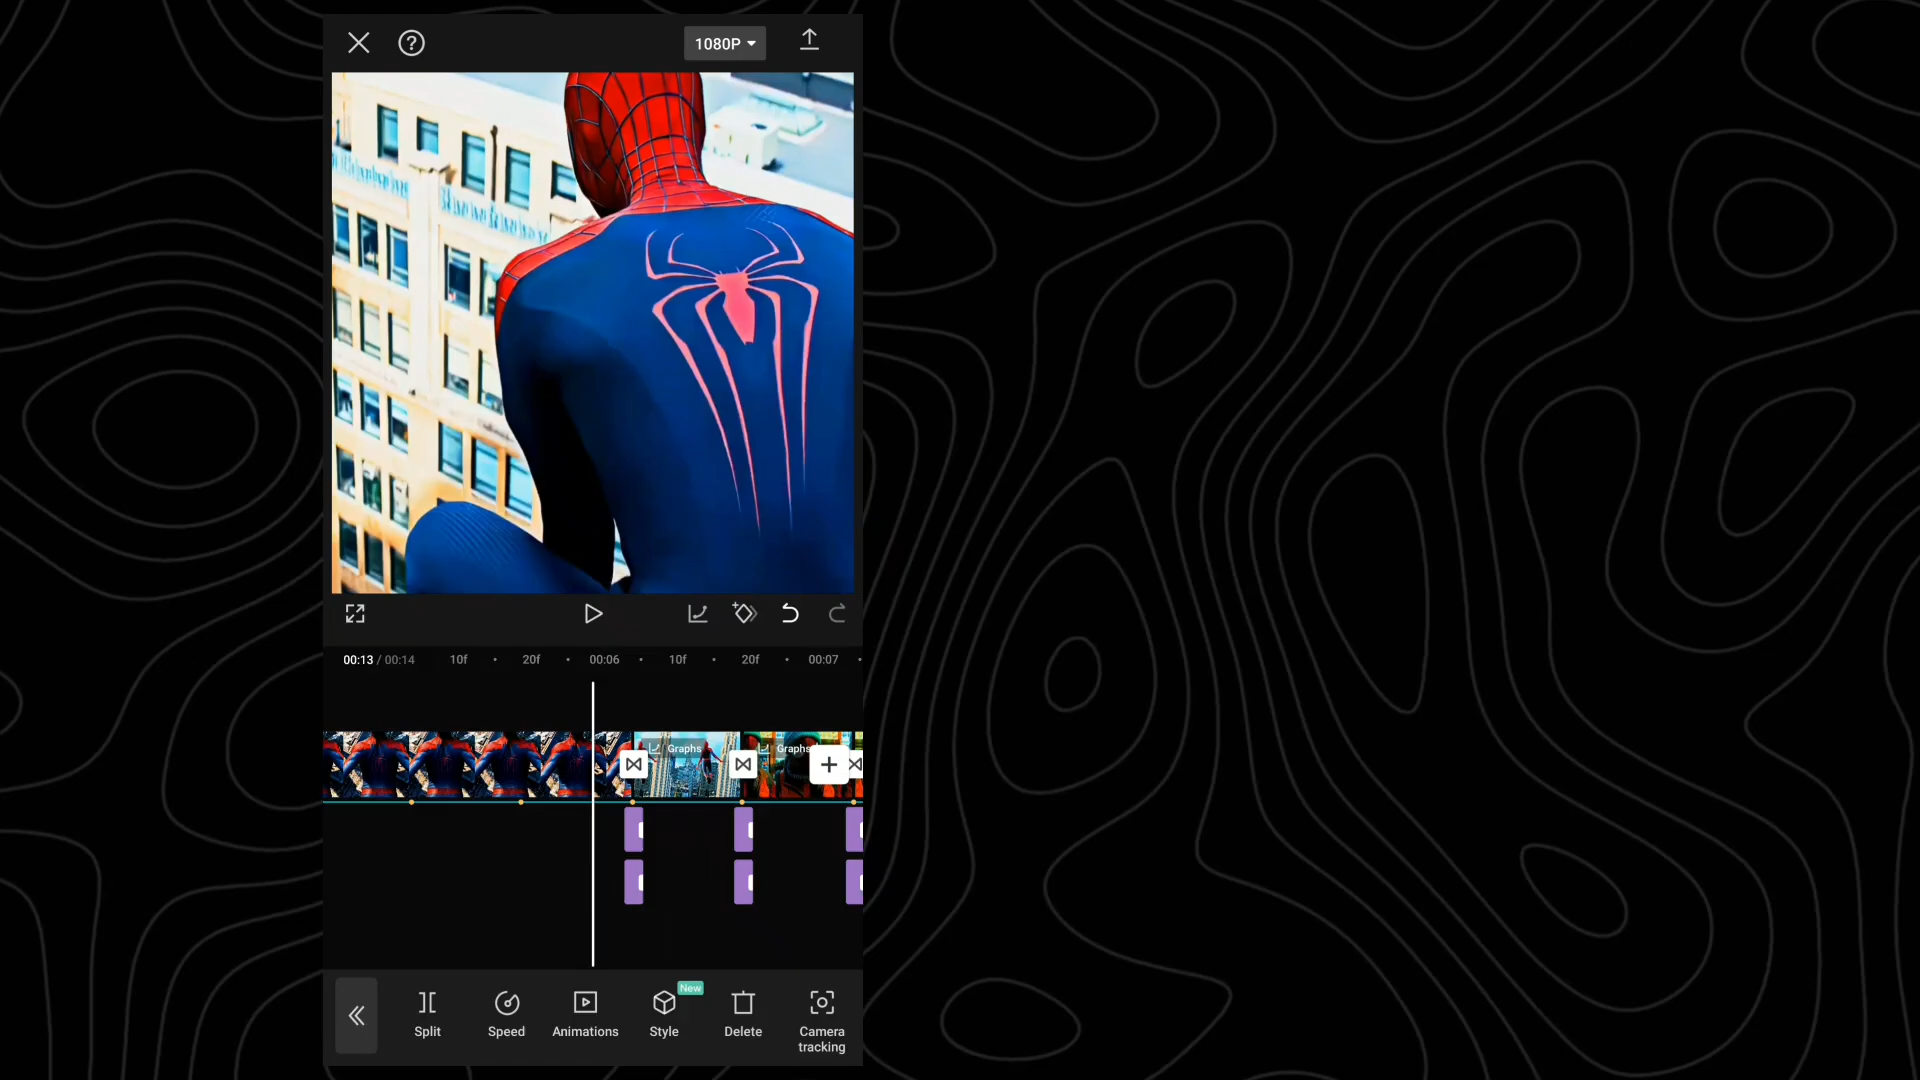 ?
1080P
00:13 / 00:14 10f 20f 00:06 10f 20f 00:07
Graphs Graphs
New
Split Speed Animations Style Delete Camera
tracking